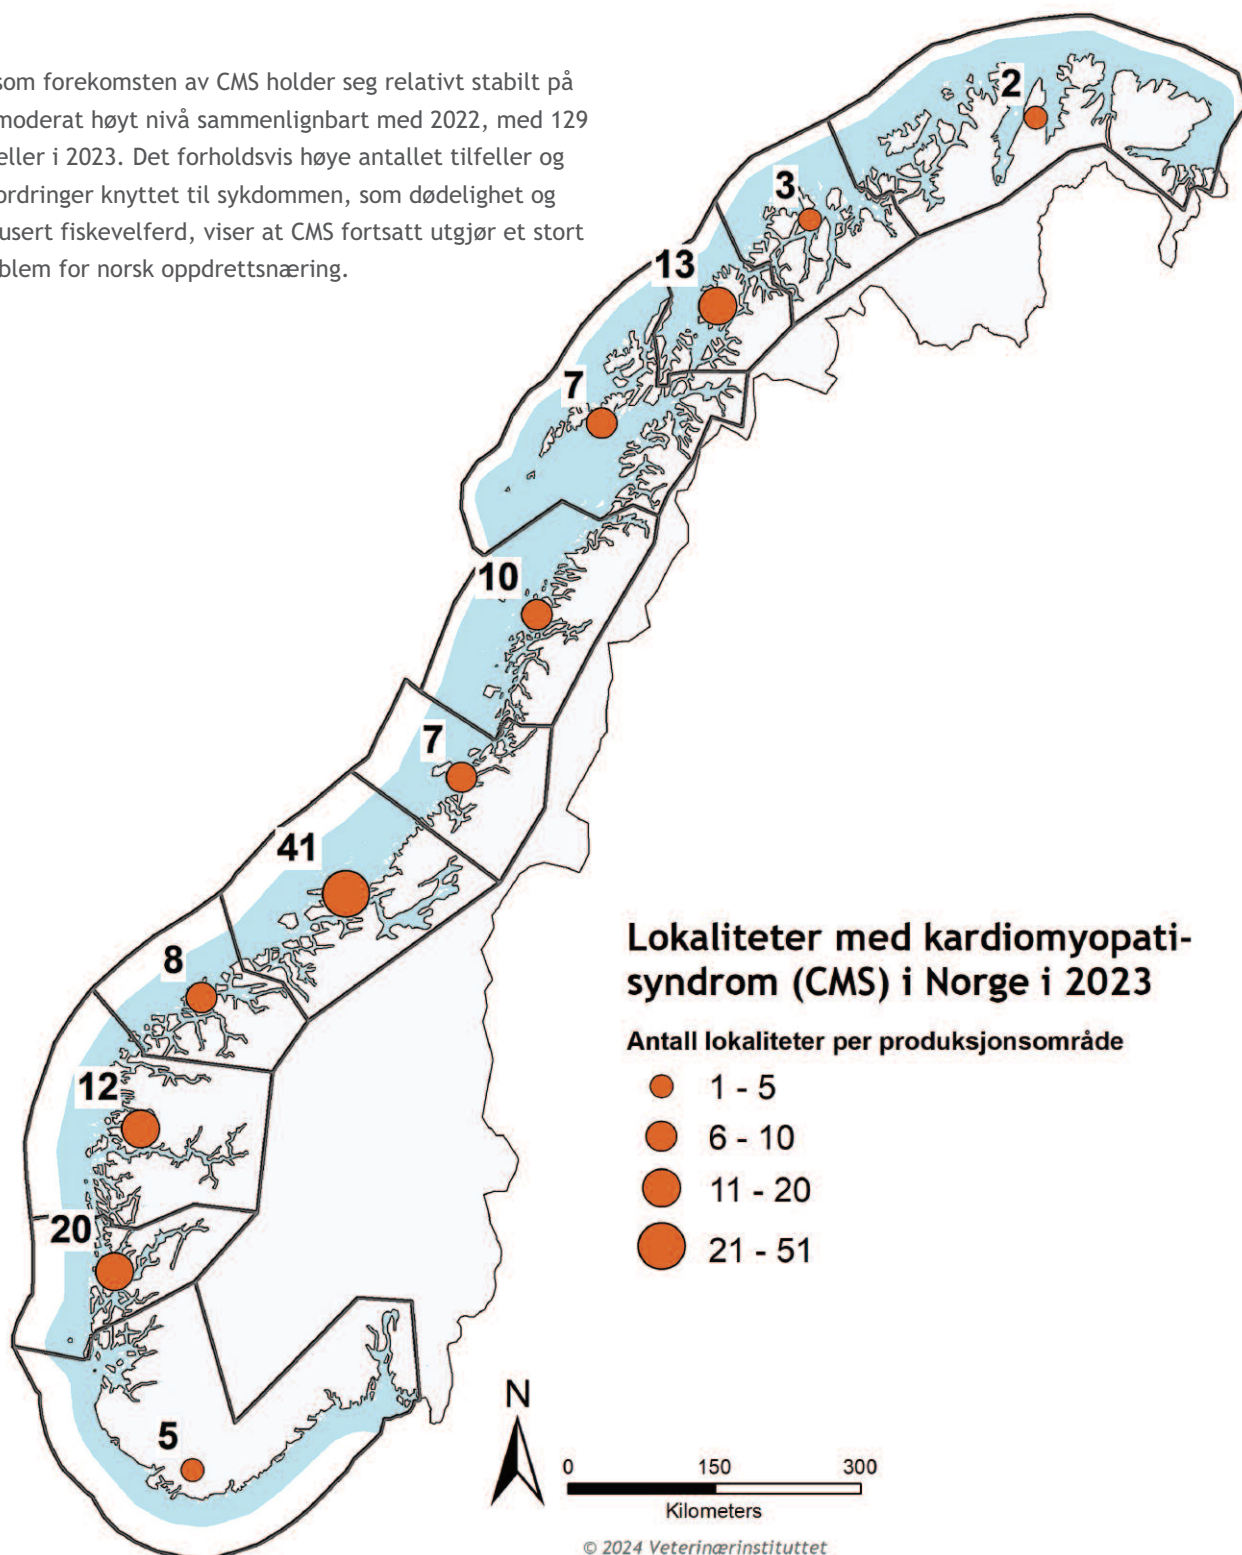 som forekomsten av CMS holder seg relativt stabilt på
moderat høyt nivå sammenlignbart med 2022, med 129
eller i 2023. Det forholdsvis høye antallet tilfeller og
ordringer knyttet til sykdommen, som dødelighet og
usert fiskevelferd, viser at CMS fortsatt utgjør et stort
blem for norsk oppdrettsnæring.
2
3
13
7
10
7
41
8
12
20
5
Lokaliteter med kardiomyopati-
syndrom (CMS) i Norge i 2023
Antall lokaliteter per produksjonsområde
1 - 5
6 - 10
11 - 20
21 - 51
N
0 150 300
Kilometers
© 2024 Veterinærinstituttet